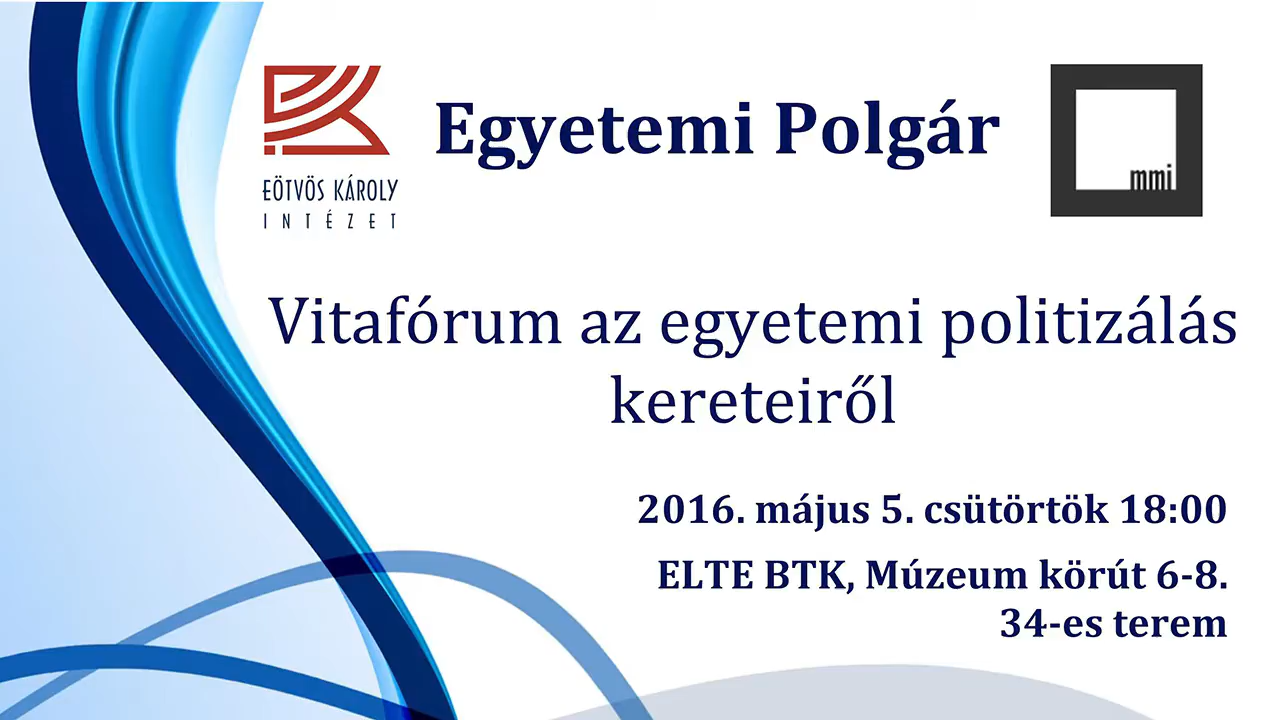 EÖTVÖS KÁROLY
INTÉZET
Egyetemi Polgár
mmi
Vitafórum az egyetemi politizálás
kereteiről
2016. május 5. csütörtök 18:00
ELTE BTK, Múzeum körút 6-8.
34-es terem